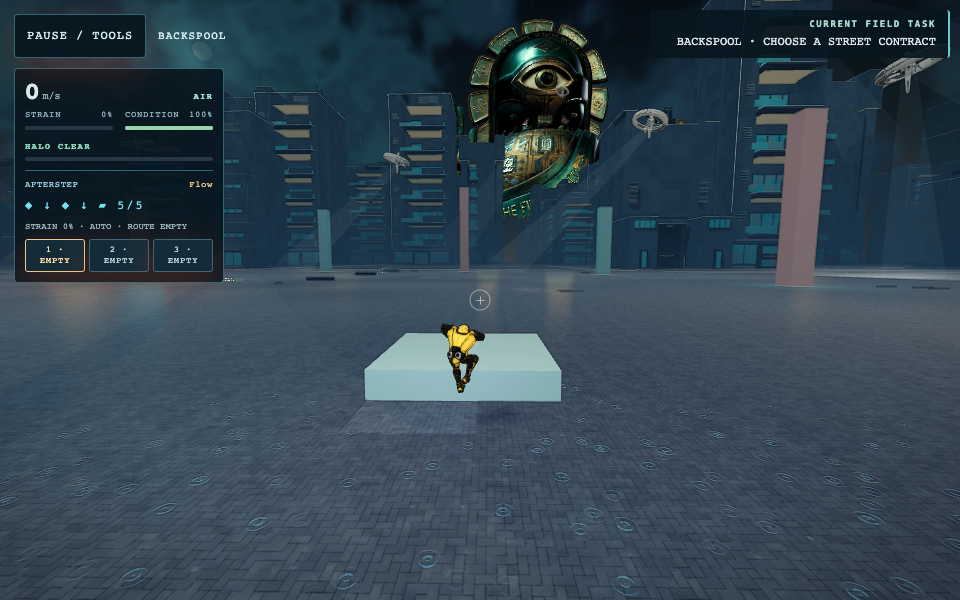 PAUSE / TOOLS
BACKSPOOL
CURRENT FIELD TASK
BACKSPOOL · CHOOSE A STREET CONTRACT
0 m/s
AIR
STRAIN 0%
CONDITION 100%
HALO CLEAR
AFTERSTEP
Flow
5/5
STRAIN 0% · AUTO · ROUTE EMPTY
1 · EMPTY
2 · EMPTY
3 · EMPTY